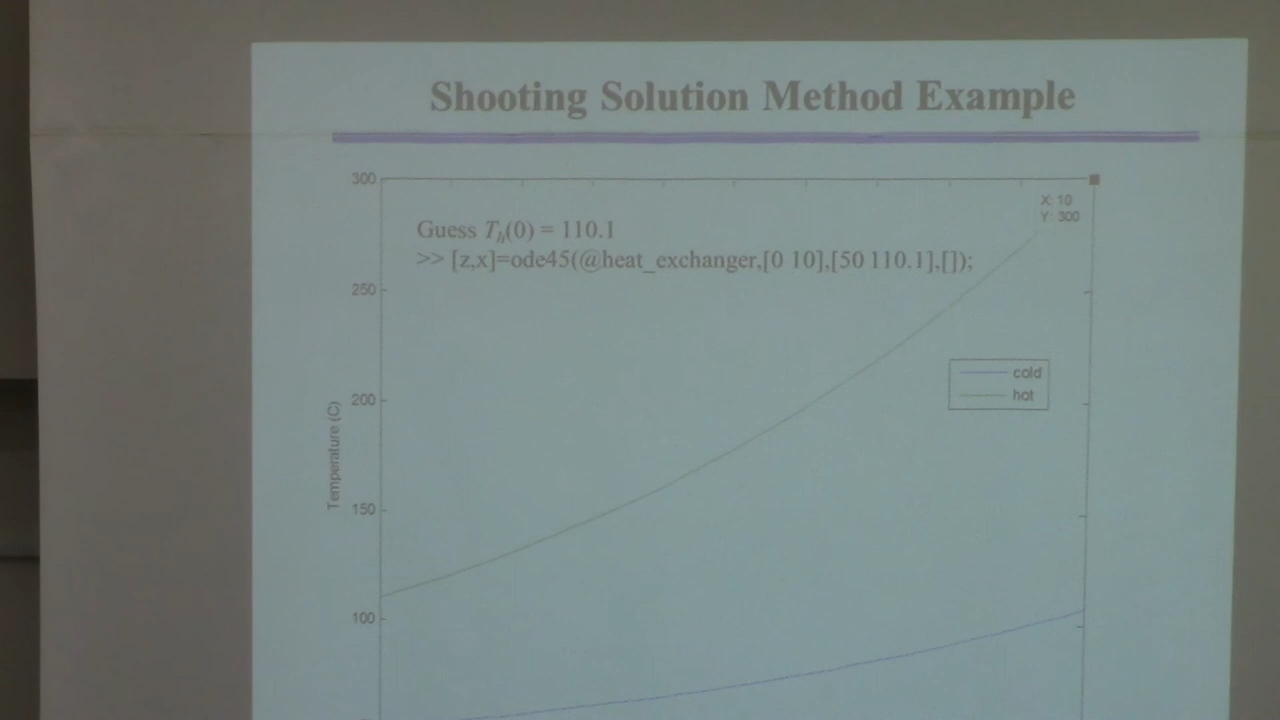 Shooting Solution Method Example
300
X: 10
Y: 300
Guess Th(0) = 110.1
>> [z,x]=ode45(@heat_exchanger,[0 10],[50 110.1],[]);
250
cold
hot
200
Temperature (C)
150
100